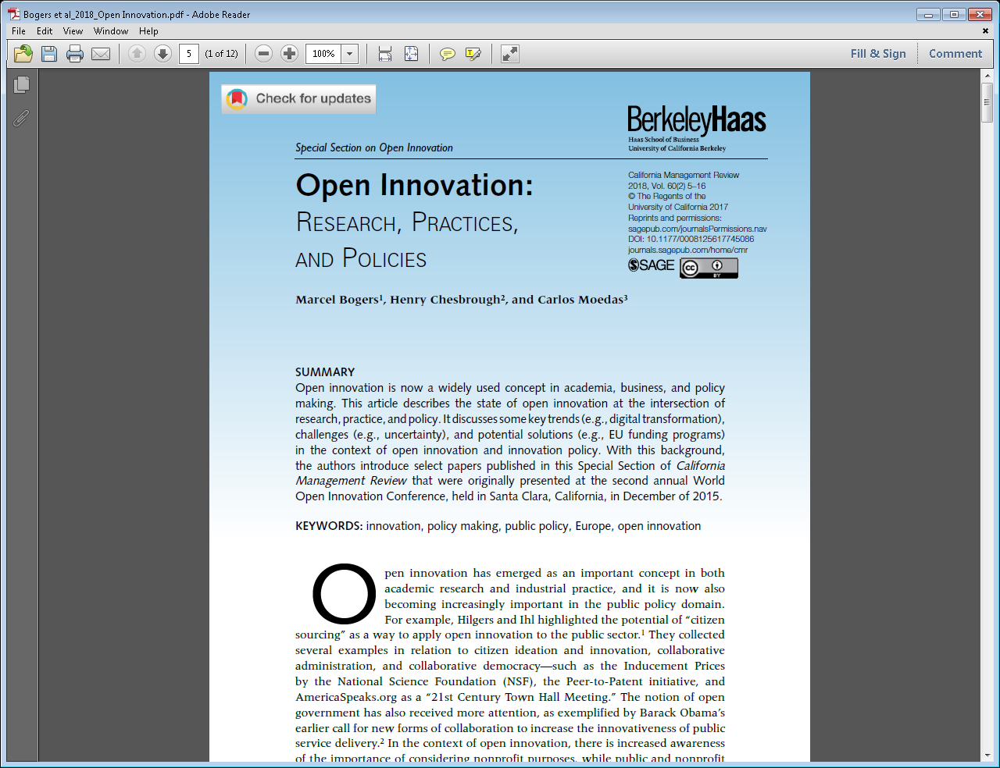 Bogers et al_2018_Open Innovation.pdf - Adobe Reader
File Edit View Window Help
5 (1 of 12) 100% Fill & Sign Comment
Check for updates
BerkeleyHaas
Haas School of Business
University of California Berkeley
Special Section on Open Innovation
Open Innovation:
Research, Practices,
and Policies
California Management Review
2018, Vol. 60(2) 5–16
© The Regents of the
University of California 2017
Reprints and permissions:
sagepub.com/journalsPermissions.nav
DOI: 10.1177/0008125617745086
journals.sagepub.com/home/cmr
SAGE cc BY
Marcel Bogers¹, Henry Chesbrough², and Carlos Moedas³
SUMMARY
Open innovation is now a widely used concept in academia, business, and policy
making. This article describes the state of open innovation at the intersection of
research, practice, and policy. It discusses some key trends (e.g., digital transformation),
challenges (e.g., uncertainty), and potential solutions (e.g., EU funding programs)
in the context of open innovation and innovation policy. With this background,
the authors introduce select papers published in this Special Section of California
Management Review that were originally presented at the second annual World
Open Innovation Conference, held in Santa Clara, California, in December of 2015.
KEYWORDS: innovation, policy making, public policy, Europe, open innovation
Open innovation has emerged as an important concept in both
academic research and industrial practice, and it is now also
becoming increasingly important in the public policy domain.
For example, Hilgers and Ihl highlighted the potential of “citizen
sourcing” as a way to apply open innovation to the public sector.¹ They collected
several examples in relation to citizen ideation and innovation, collaborative
administration, and collaborative democracy—such as the Inducement Prices
by the National Science Foundation (NSF), the Peer-to-Patent initiative, and
AmericaSpeaks.org as a “21st Century Town Hall Meeting.” The notion of open
government has also received more attention, as exemplified by Barack Obama’s
earlier call for new forms of collaboration to increase the innovativeness of public
service delivery.² In the context of open innovation, there is increased awareness
of the importance of considering nonprofit purposes, while public and nonprofit